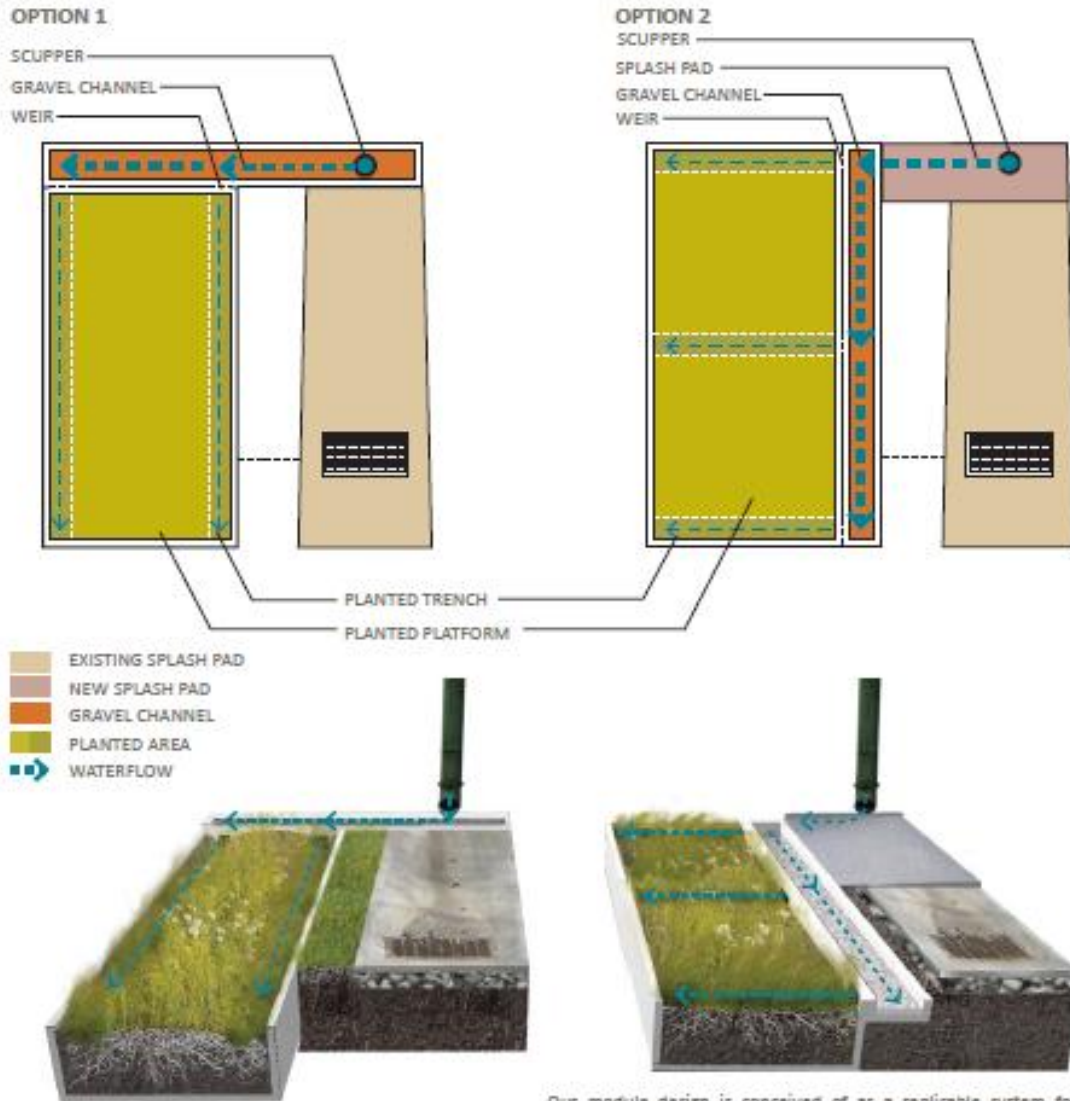 OPTION 1
SCUPPER
GRAVEL CHANNEL
WEIR
OPTION 2
SCUPPER
SPLASH PAD
GRAVEL CHANNEL
WEIR
PLANTED TRENCH
PLANTED PLATFORM
EXISTING SPLASH PAD
NEW SPLASH PAD
GRAVEL CHANNEL
PLANTED AREA
WATERFLOW
Our module design is conceived of as a replicable system for